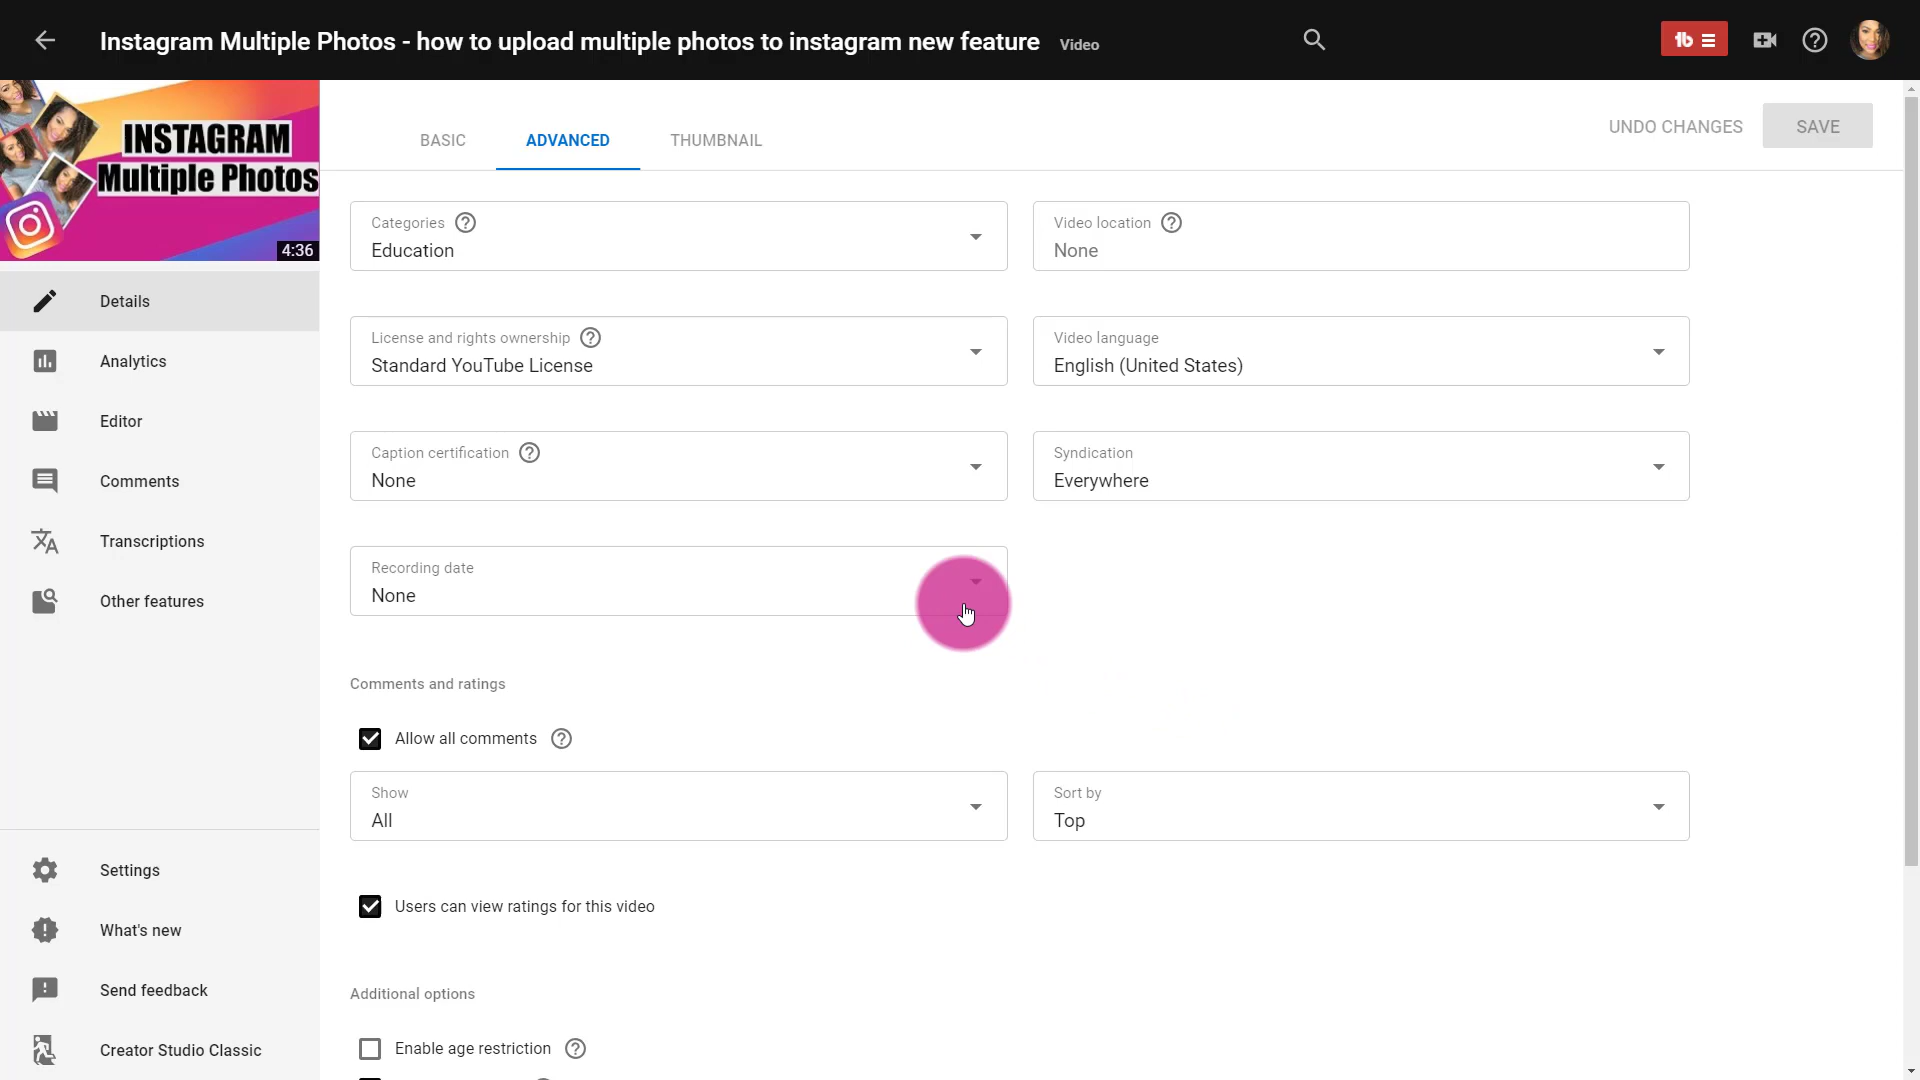 Instagram Multiple Photos - how to upload multiple photos to instagram new feature Video
INSTAGRAM
Multiple Photos
4:36
BASIC ADVANCED THUMBNAIL
UNDO CHANGES SAVE
Details
Analytics
Editor
Comments
Transcriptions
Other features
Settings
What's new
Send feedback
Creator Studio Classic
Categories
Education
Video location
None
License and rights ownership
Standard YouTube License
Video language
English (United States)
Caption certification
None
Syndication
Everywhere
Recording date
None
Comments and ratings
Allow all comments
Show
All
Sort by
Top
Users can view ratings for this video
Additional options
Enable age restriction